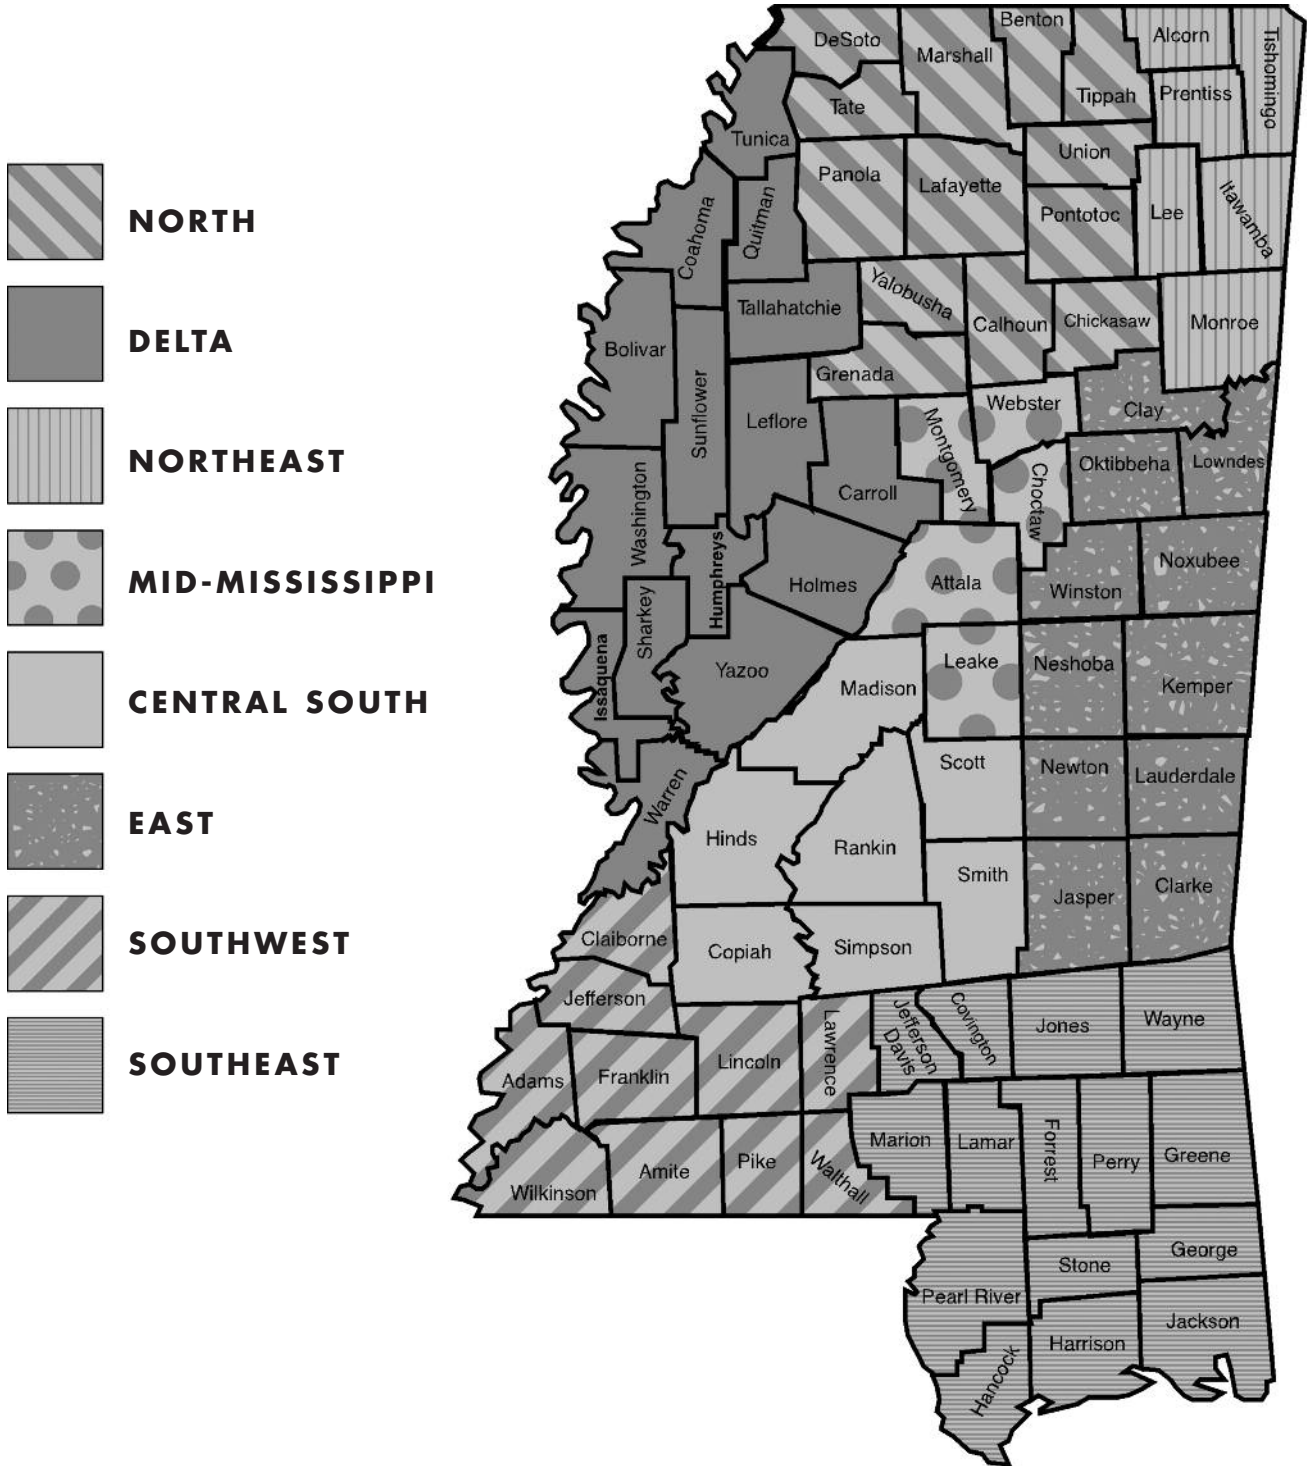 NORTH
DELTA
NORTHEAST
MID-MISSISSIPPI
CENTRAL SOUTH
EAST
SOUTHWEST
SOUTHEAST
DeSoto
Marshall
Benton
Tippah
Alcorn
Prentiss
Tishomingo
Tate
Tunica
Union
Panola
Lafayette
Pontotoc
Lee
Itawamba
Coahoma
Quitman
Tallahatchie
Yalobusha
Calhoun
Chickasaw
Monroe
Bolivar
Sunflower
Leflore
Grenada
Webster
Clay
Montgomery
Choctaw
Oktibbeha
Lowndes
Carroll
Washington
Humphreys
Holmes
Attala
Winston
Noxubee
Sharkey
Issaquena
Yazoo
Madison
Leake
Neshoba
Kemper
Warren
Hinds
Rankin
Scott
Newton
Lauderdale
Smith
Jasper
Clarke
Claiborne
Copiah
Simpson
Jefferson
Lawrence
Jefferson
Davis
Covington
Jones
Wayne
Adams
Franklin
Lincoln
Wilkinson
Amite
Pike
Walthall
Marion
Lamar
Forrest
Perry
Greene
Pearl River
Stone
George
Hancock
Harrison
Jackson